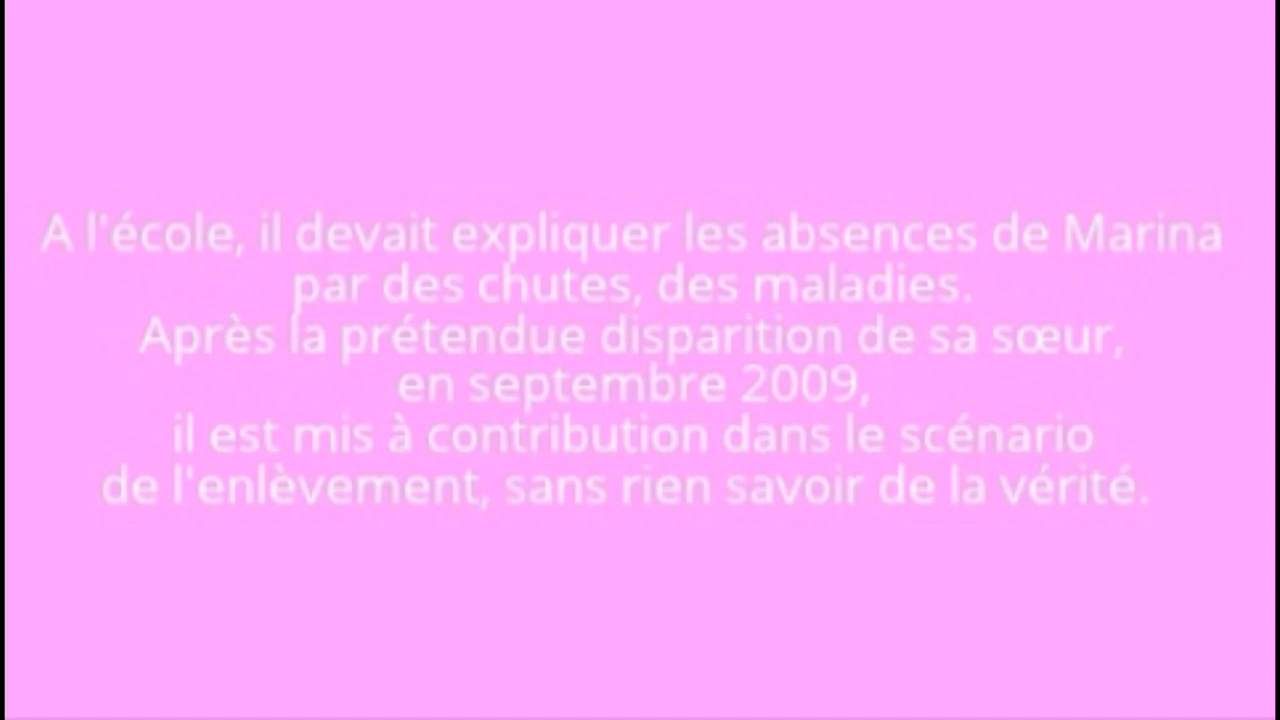 A l'école, il devait expliquer les absences de Marina
par des chutes, des maladies.
Après la prétendue disparition de sa sœur,
en septembre 2009,
il est mis à contribution dans le scénario
de l'enlèvement, sans rien savoir de la vérité.